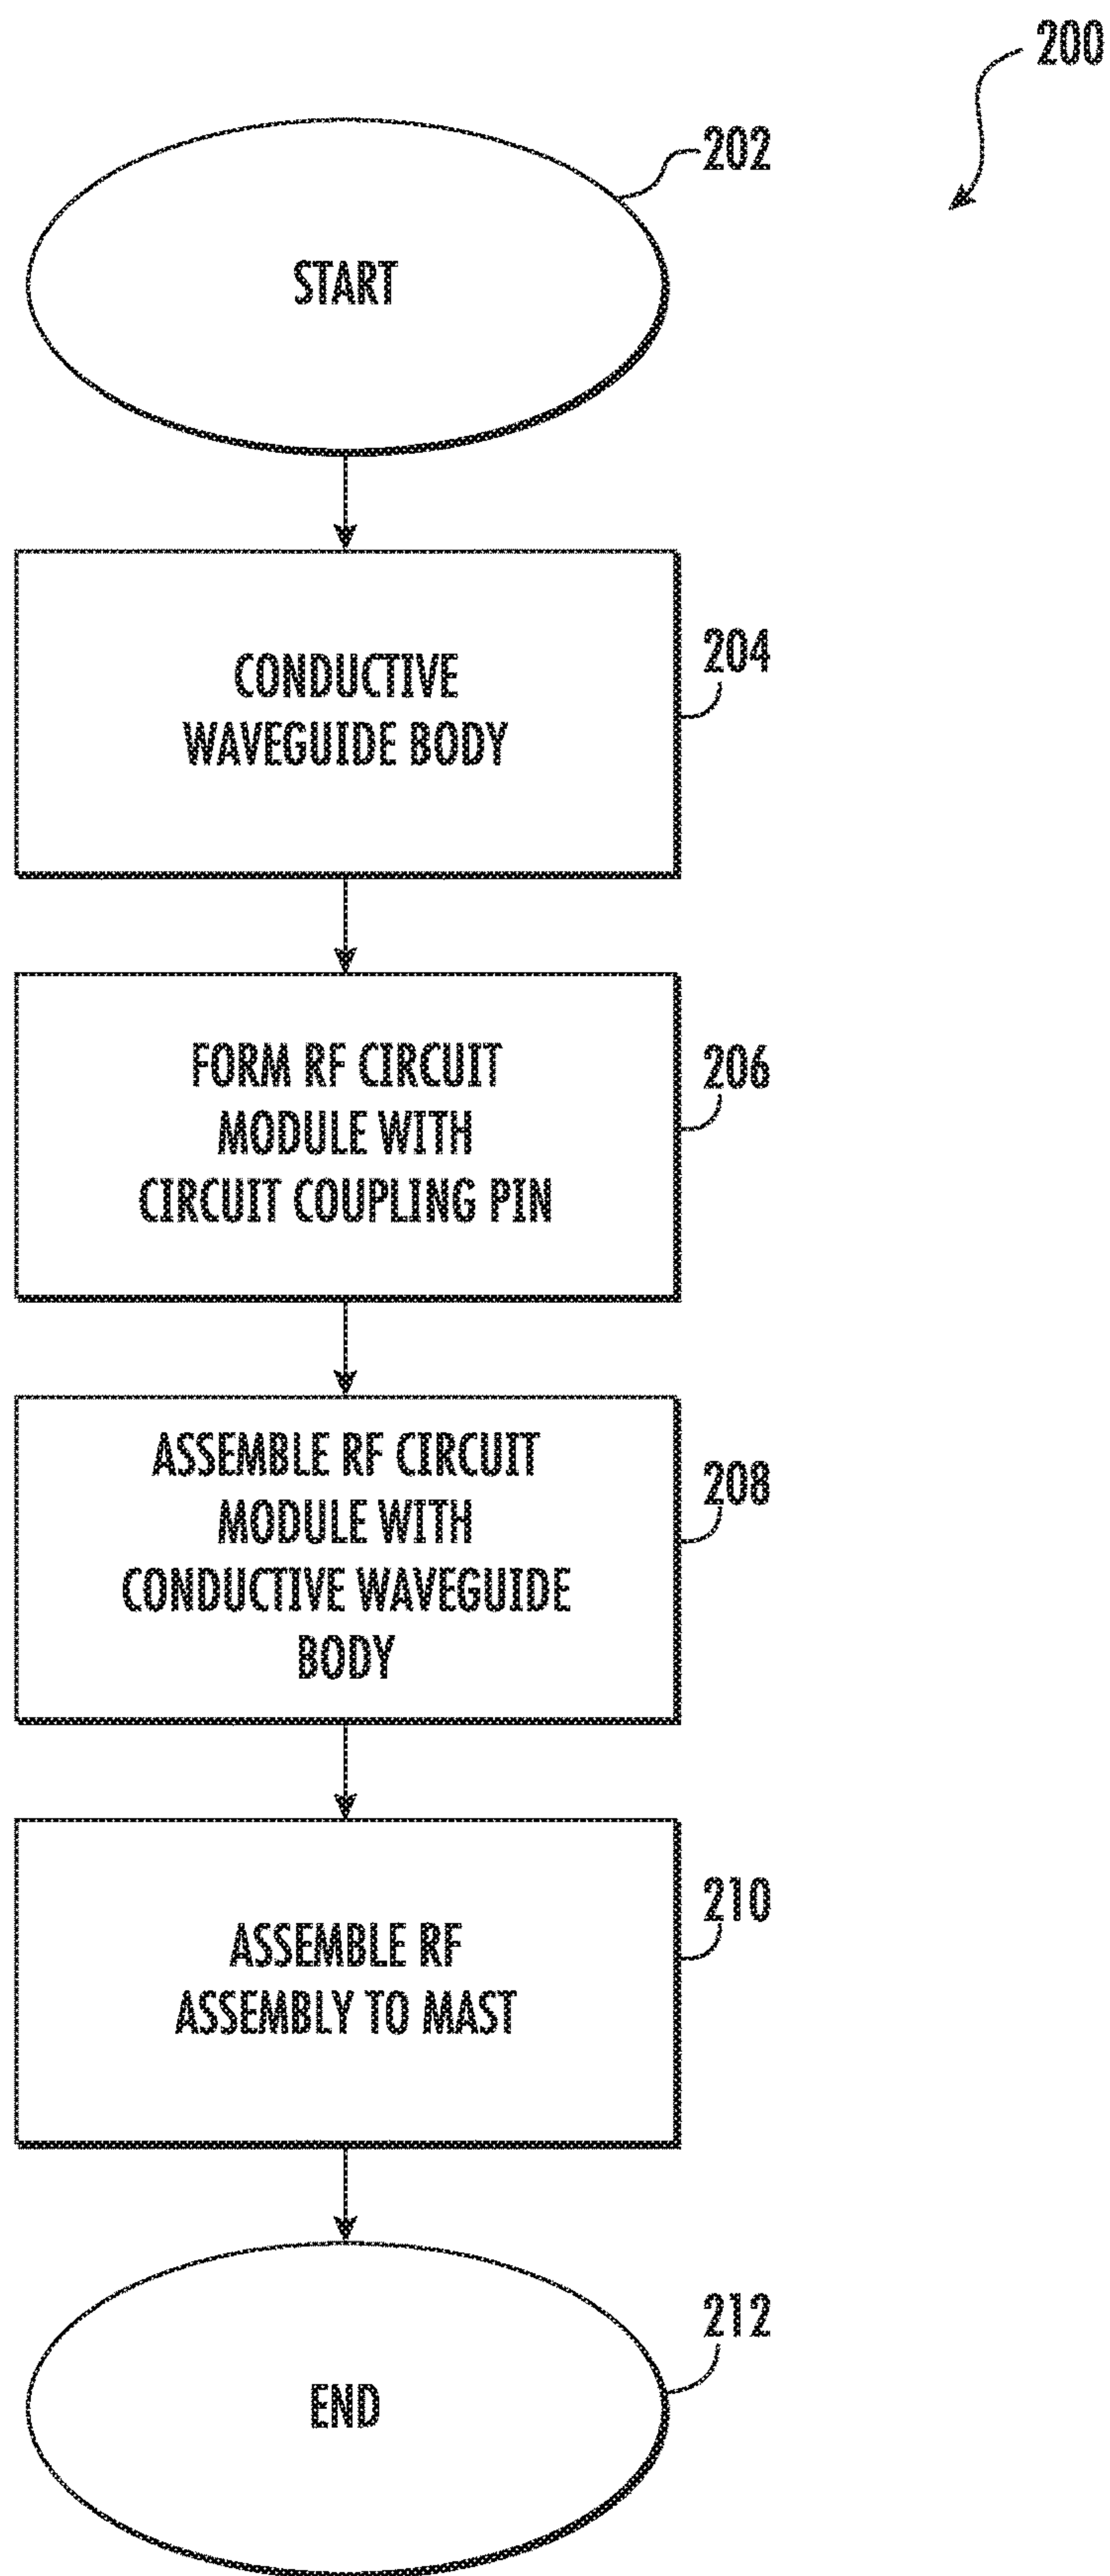 200
202
START
204
CONDUCTIVE
WAVEGUIDE BODY
206
FORM RF CIRCUIT
MODULE WITH
CIRCUIT COUPLING PIN
208
ASSEMBLE RF CIRCUIT
MODULE WITH
CONDUCTIVE WAVEGUIDE
BODY
210
ASSEMBLE RF
ASSEMBLY TO MAST
212
END